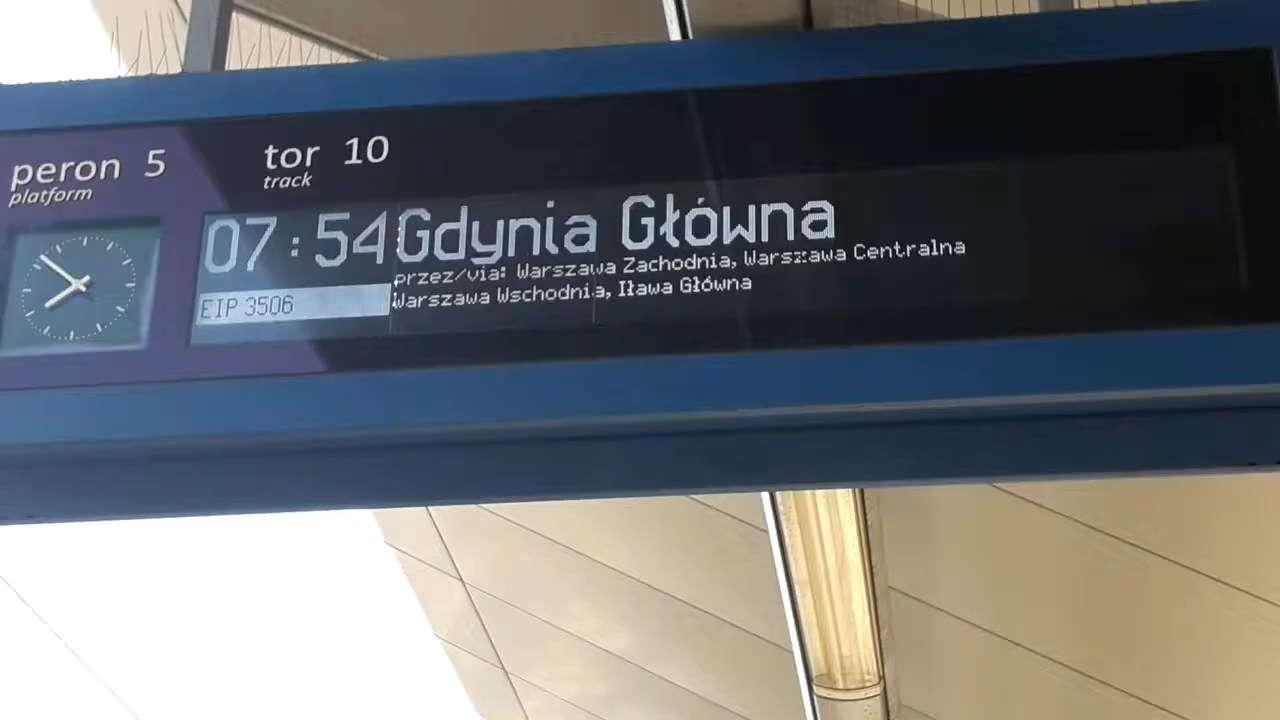 peron 5
platform
tor 10
track
07:54
Gdynia Główna
przez/via: Warszawa Zachodnia, Warszawa Centralna
Warszawa Wschodnia, Iława Główna
EIP 3506